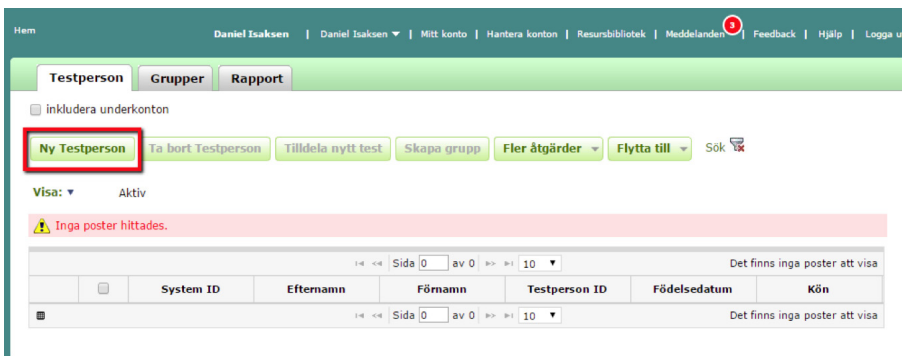 Hem Daniel Isaksen | Daniel Isaksen ▼ | Mitt konto | Hantera konton | Resursbibliotek | Meddelanden 3 | Feedback | Hjälp | Logga u
Testperson Grupper Rapport
inkludera underkonton
Ny Testperson Ta bort Testperson Tilldela nytt test Skapa grupp Fler åtgärder Flytta till Sök
Visa: ▼ Aktiv
Inga poster hittades.
Sida 0 av 0 10 ▼ Det finns inga poster att visa
System ID Efternamn Förnamn Testperson ID Födelsedatum Kön
Sida 0 av 0 10 ▼ Det finns inga poster att visa